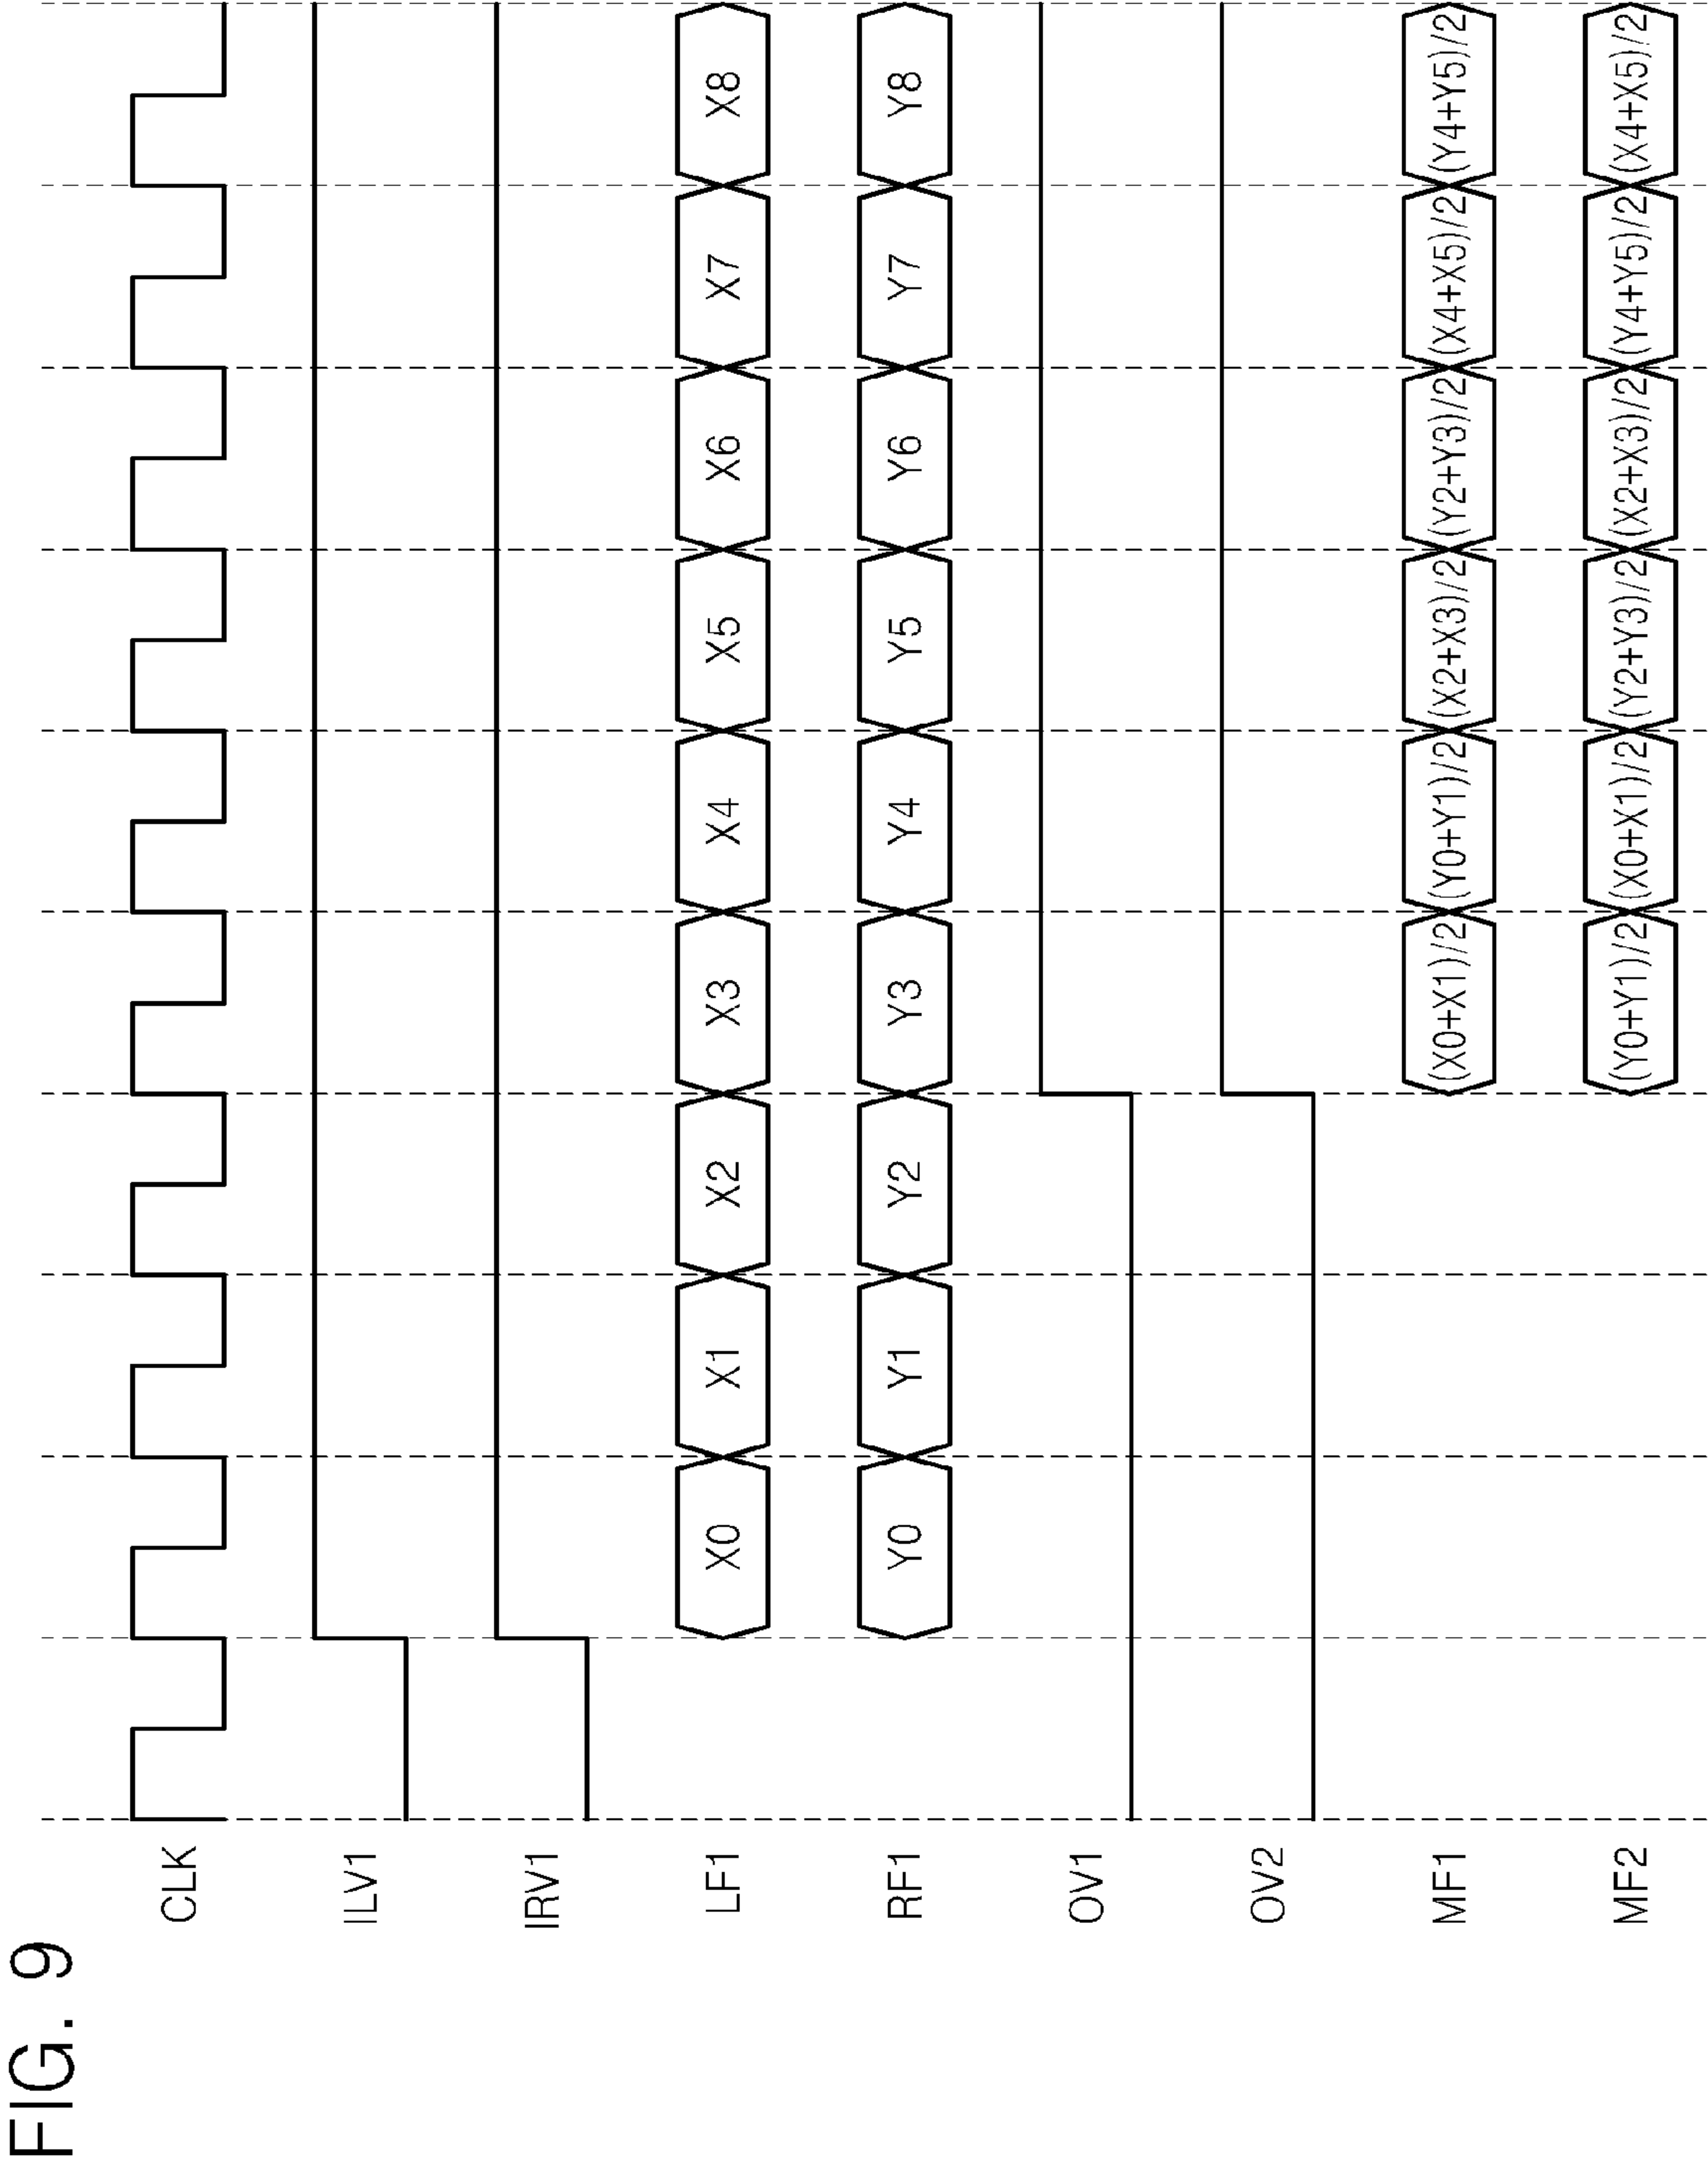 FIG. 9
CLK
ILV1
IRV1
LF1 X0 X1 X2 X3 X4 X5 X6 X7 X8
RF1 Y0 Y1 Y2 Y3 Y4 Y5 Y6 Y7 Y8
OV1
OV2
MF1 (X0+X1)/2 (Y0+Y1)/2 (X2+X3)/2 (Y2+Y3)/2 (X4+X5)/2 (Y4+Y5)/2
MF2 (Y0+Y1)/2 (X0+X1)/2 (Y2+Y3)/2 (X2+X3)/2 (Y4+Y5)/2 (X4+X5)/2